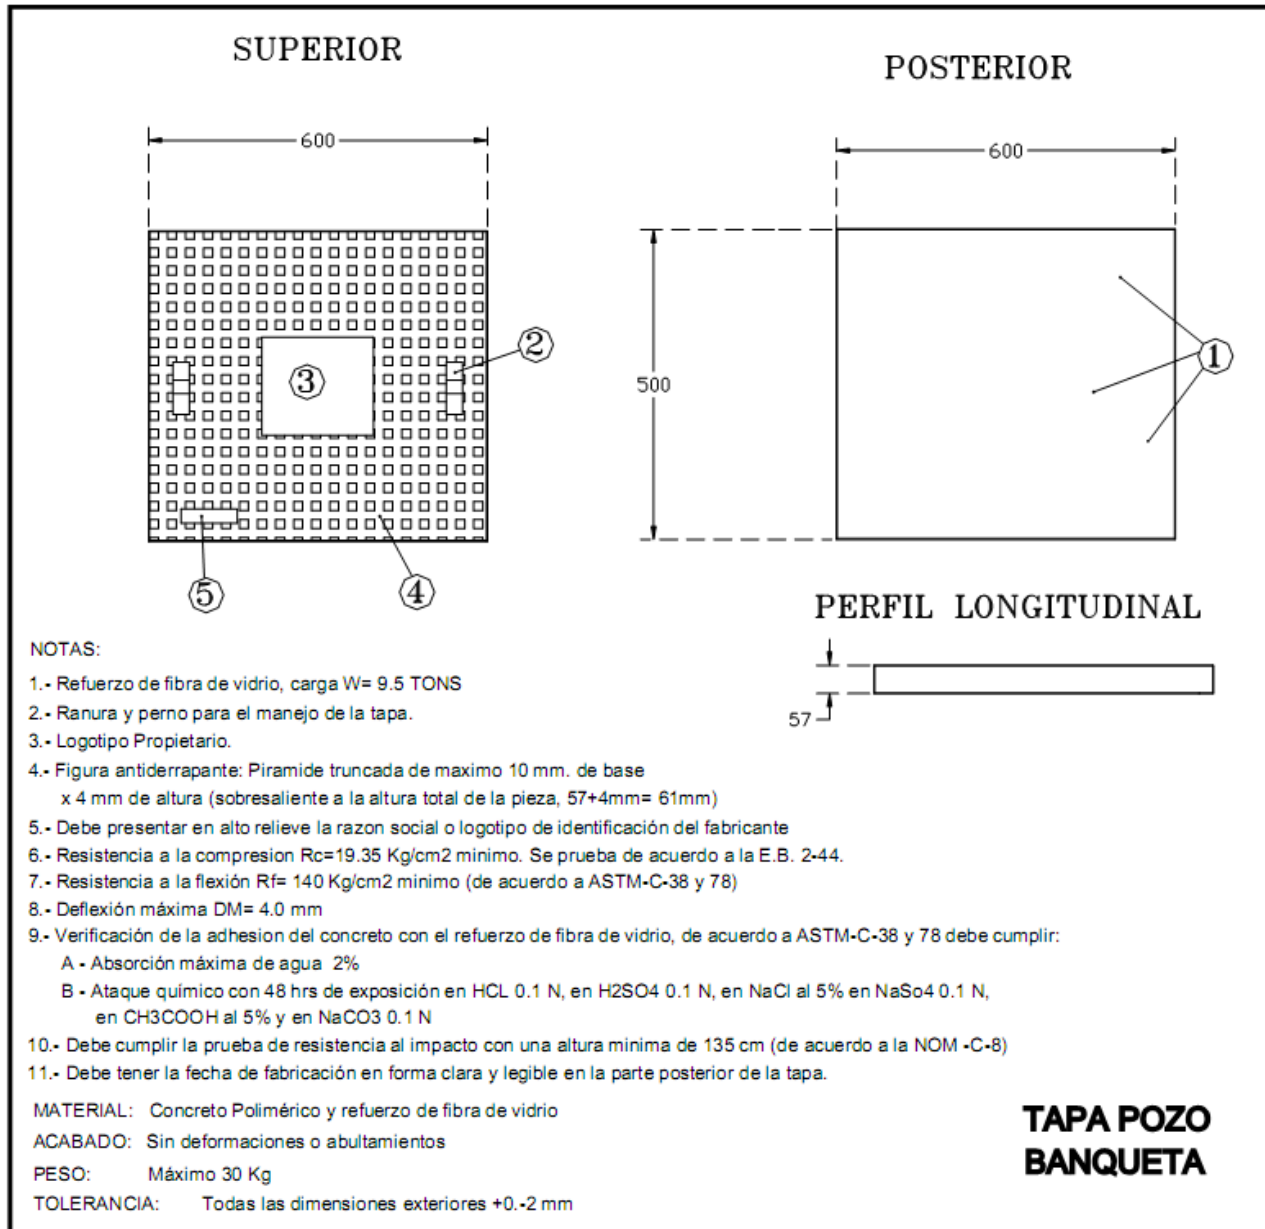 SUPERIOR
POSTERIOR
600
600
500
2
3
1
5
4
PERFIL LONGITUDINAL
57
NOTAS:
1.- Refuerzo de fibra de vidrio, carga W= 9.5 TONS
2.- Ranura y perno para el manejo de la tapa.
3.- Logotipo Propietario.
4.- Figura antiderrapante: Piramide truncada de maximo 10 mm. de base
x 4 mm de altura (sobresaliente a la altura total de la pieza, 57+4mm= 61mm)
5.- Debe presentar en alto relieve la razon social o logotipo de identificación del fabricante
6.- Resistencia a la compresion Rc=19.35 Kg/cm2 minimo. Se prueba de acuerdo a la E.B. 2-44.
7.- Resistencia a la flexión Rf= 140 Kg/cm2 minimo (de acuerdo a ASTM-C-38 y 78)
8.- Deflexión máxima DM= 4.0 mm
9.- Verificación de la adhesion del concreto con el refuerzo de fibra de vidrio, de acuerdo a ASTM-C-38 y 78 debe cumplir:
A - Absorción máxima de agua 2%
B - Ataque químico con 48 hrs de exposición en HCL 0.1 N, en H2SO4 0.1 N, en NaCl al 5% en NaSo4 0.1 N,
en CH3COOH al 5% y en NaCO3 0.1 N
10.- Debe cumplir la prueba de resistencia al impacto con una altura minima de 135 cm (de acuerdo a la NOM -C-8)
11.- Debe tener la fecha de fabricación en forma clara y legible en la parte posterior de la tapa.
MATERIAL: Concreto Polimérico y refuerzo de fibra de vidrio
ACABADO: Sin deformaciones o abultamientos
PESO: Máximo 30 Kg
TOLERANCIA: Todas las dimensiones exteriores +0.-2 mm
TAPA POZO
BANQUETA